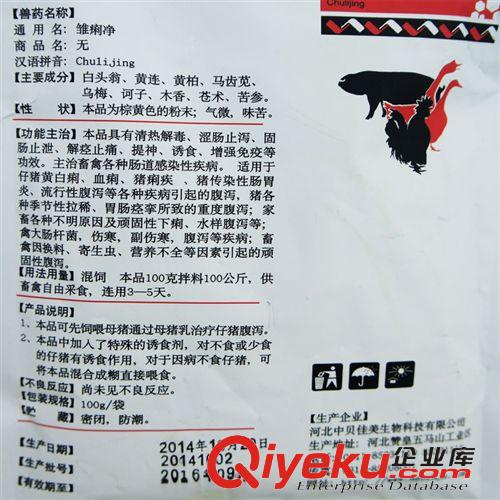 Chulijing
【兽药名称】
通 用 名: 雏痢净
商 品 名: 无
汉语拼音: Chulijing
【主要成分】 白头翁、黄连、黄柏、马齿苋、
乌梅、诃子、木香、苍术、苦参。
【性 状】 本品为棕黄色的粉末；气微，味苦。
【功能主治】本品具有清热解毒、涩肠止泻、固
肠止泄、解痉止痛、提神、诱食、增强免疫等
功效。主治畜禽各种肠道感染性疾病。 适用于
仔猪黄白痢、血痢、猪痢疾 、猪传染性肠胃
炎、流行性腹泻等各种疾病引起的腹泻，猪各
种季节性拉稀、胃肠痉挛所致的重度腹泻；家
畜各种不明原因及顽固性下痢、水样腹泻等；
禽大肠杆菌，伤寒，副伤寒，腹泻等疾病；畜
禽因换料、寄生虫、营养不全等因素引起的顽
固性腹泻。
【用法用量】 混饲 本品100克拌料100公斤，供
畜禽自由采食，连用3—5天。
【产品说明】
1、本品可先饲喂母猪通过母猪乳治疗仔猪腹泻。
2、本品中加入了特殊的诱食剂，对不食或少食
的仔猪有诱食作用，对于因病不食仔猪，可
将本品混合成糊直接喂食。
【不良反应】 尚未见不良反应。
【包装规格】 100g/袋
【贮 藏】 密闭，防潮。
【生产日期】
【生产批号】 20141002
【有效期至】
【生产企业】
河北中贝佳美生物科技有限公司
生产地址: 河北赞皇五马山工业区
Qiyeku.com 企业库
Enterprise Database